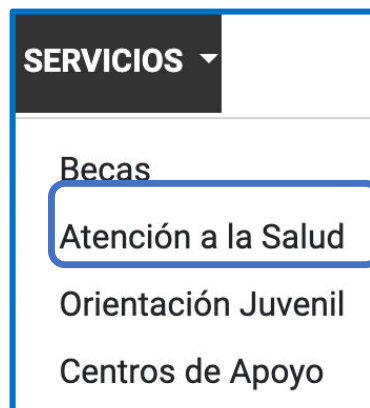 SERVICIOS
Becas
Atención a la Salud
Orientación Juvenil
Centros de Apoyo